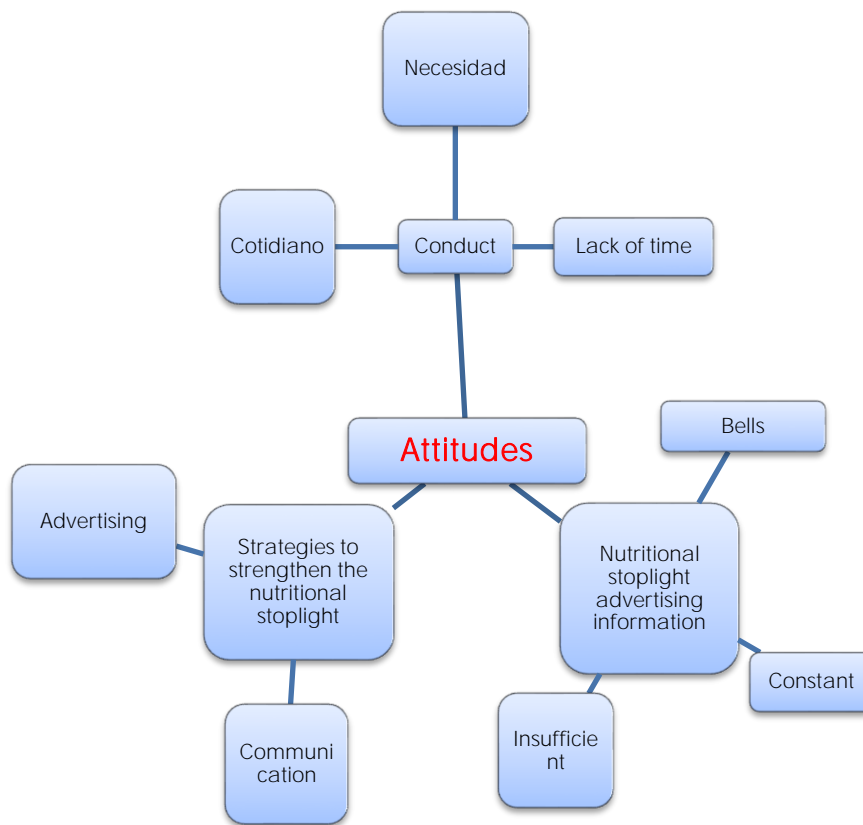 Necesidad
Cotidiano
Conduct
Lack of time
Attitudes
Bells
Advertising
Strategies to
strengthen the
nutritional
stoplight
Nutritional
stoplight
advertising
information
Constant
Communi
cation
Insufficie
nt